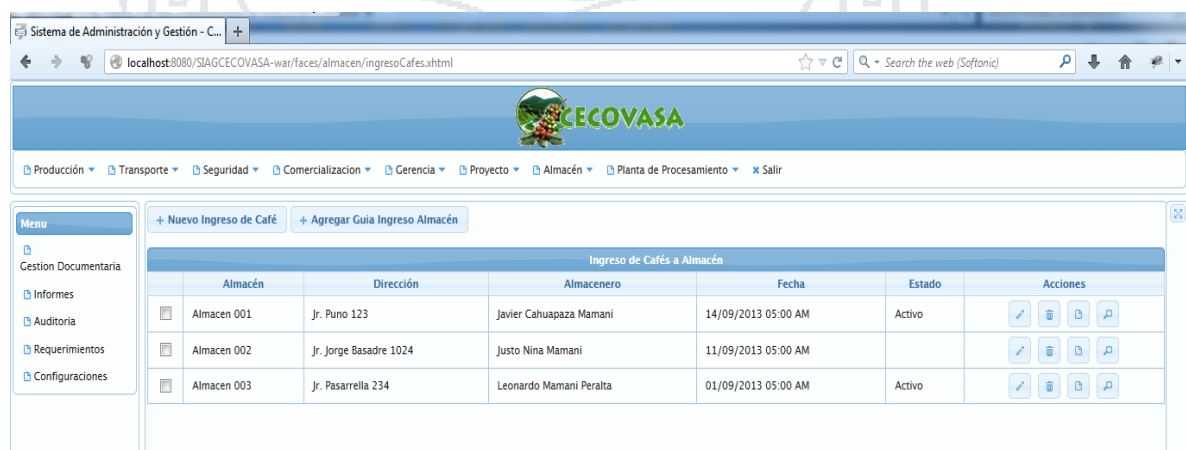 Sistema de Administración y Gestión - C... +
localhost:8080/SIAGCECOVASA-war/faces/almacen/ingresoCafes.xhtml
Search the web (Softonic)
CECOVASA
Producción Transporte Seguridad Comercializacion Gerencia Proyecto Almacén Planta de Procesamiento Salir
Menu
Gestion Documentaria
Informes
Auditoria
Requerimientos
Configuraciones
+ Nuevo Ingreso de Café + Agregar Guia Ingreso Almacén
Ingreso de Cafés a Almacén
Almacén Dirección Almacenero Fecha Estado Acciones
Almacen 001 Jr. Puno 123 Javier Cahuapaza Mamani 14/09/2013 05:00 AM Activo
Almacen 002 Jr. Jorge Basadre 1024 Justo Nina Mamani 11/09/2013 05:00 AM
Almacen 003 Jr. Pasarrella 234 Leonardo Mamani Peralta 01/09/2013 05:00 AM Activo